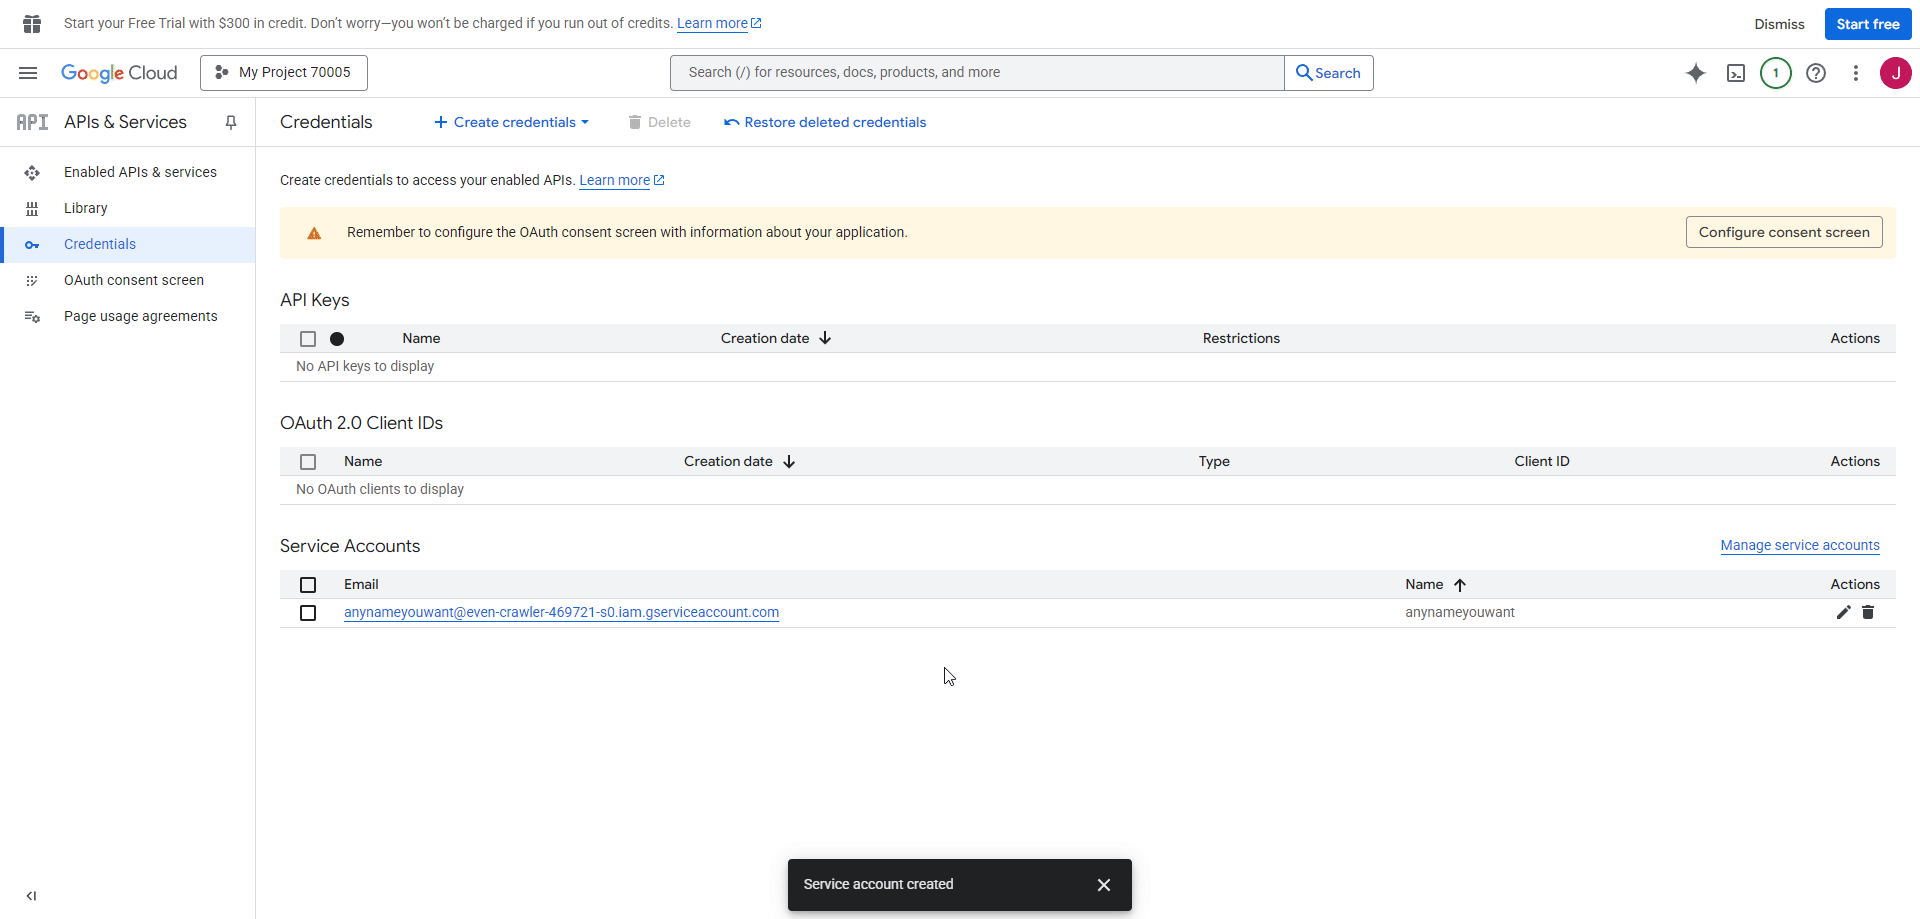 Start your Free Trial with $300 in credit. Don't worry—you won't be charged if you run out of credits. Learn more
Dismiss
Start free
Google Cloud
My Project 70005
Search (/) for resources, docs, products, and more
Search
1
J
API
APIs & Services
Credentials
Create credentials
Delete
Restore deleted credentials
Enabled APIs & services
Library
Credentials
OAuth consent screen
Page usage agreements
Create credentials to access your enabled APIs. Learn more
Remember to configure the OAuth consent screen with information about your application.
Configure consent screen
API Keys
Name Creation date Restrictions Actions
No API keys to display
OAuth 2.0 Client IDs
Name Creation date Type Client ID Actions
No OAuth clients to display
Service Accounts
Manage service accounts
Email Name Actions
anynameyouwant@even-crawler-469721-s0.iam.gserviceaccount.com anynameyouwant
Service account created